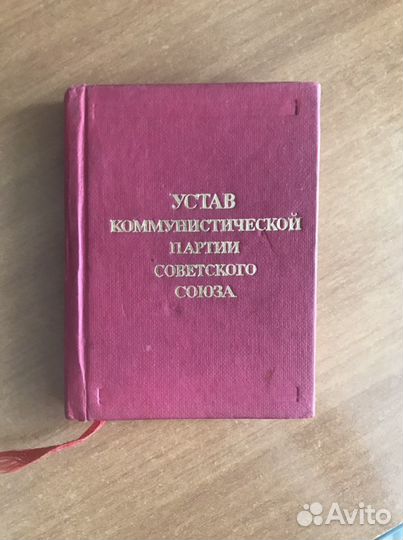 УСТАВ
КОММУНИСТИЧЕСКОЙ
ПАРТИИ
СОВЕТСКОГО
СОЮЗА
Avito